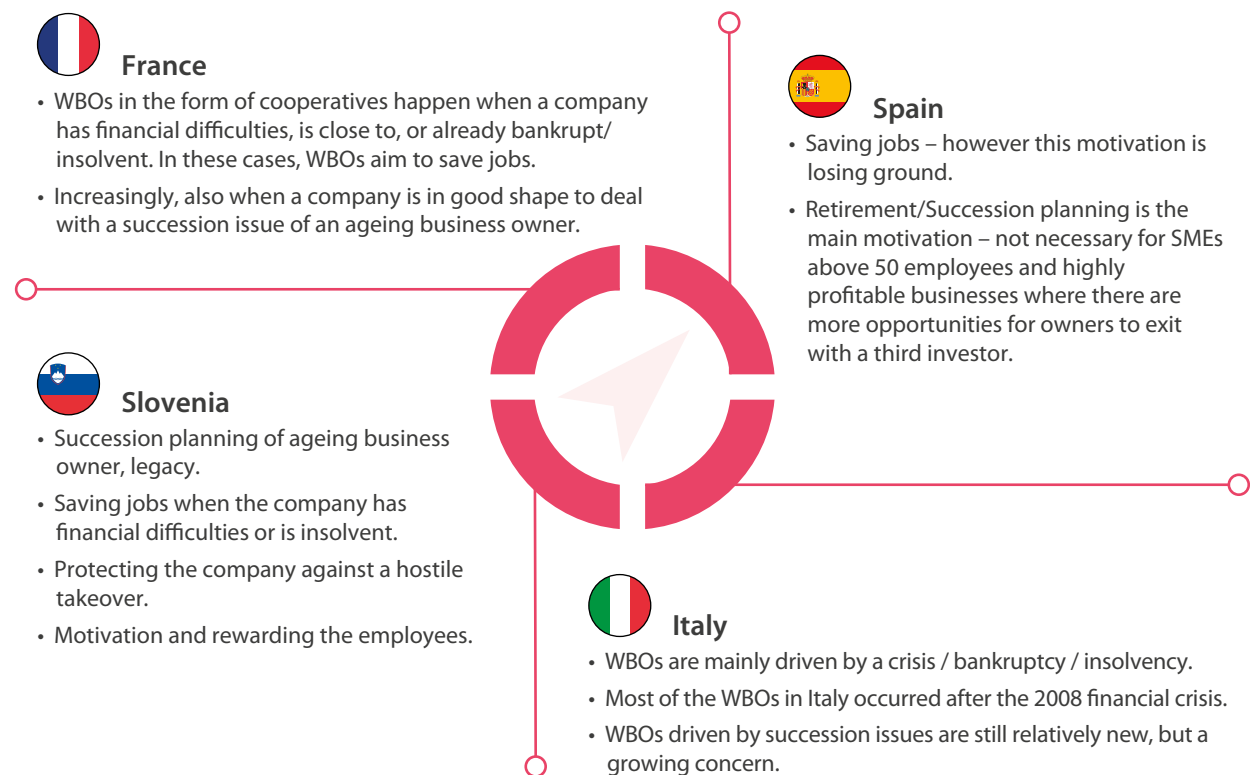 France
• WBOs in the form of cooperatives happen when a company
has financial difficulties, is close to, or already bankrupt/
insolvent. In these cases, WBOs aim to save jobs.
• Increasingly, also when a company is in good shape to deal
with a succession issue of an ageing business owner.
Spain
• Saving jobs – however this motivation is
losing ground.
• Retirement/Succession planning is the
main motivation – not necessary for SMEs
above 50 employees and highly
profitable businesses where there are
more opportunities for owners to exit
with a third investor.
Slovenia
• Succession planning of ageing business
owner, legacy.
• Saving jobs when the company has
financial difficulties or is insolvent.
• Protecting the company against a hostile
takeover.
• Motivation and rewarding the employees.
Italy
• WBOs are mainly driven by a crisis / bankruptcy / insolvency.
• Most of the WBOs in Italy occurred after the 2008 financial crisis.
• WBOs driven by succession issues are still relatively new, but a
growing concern.